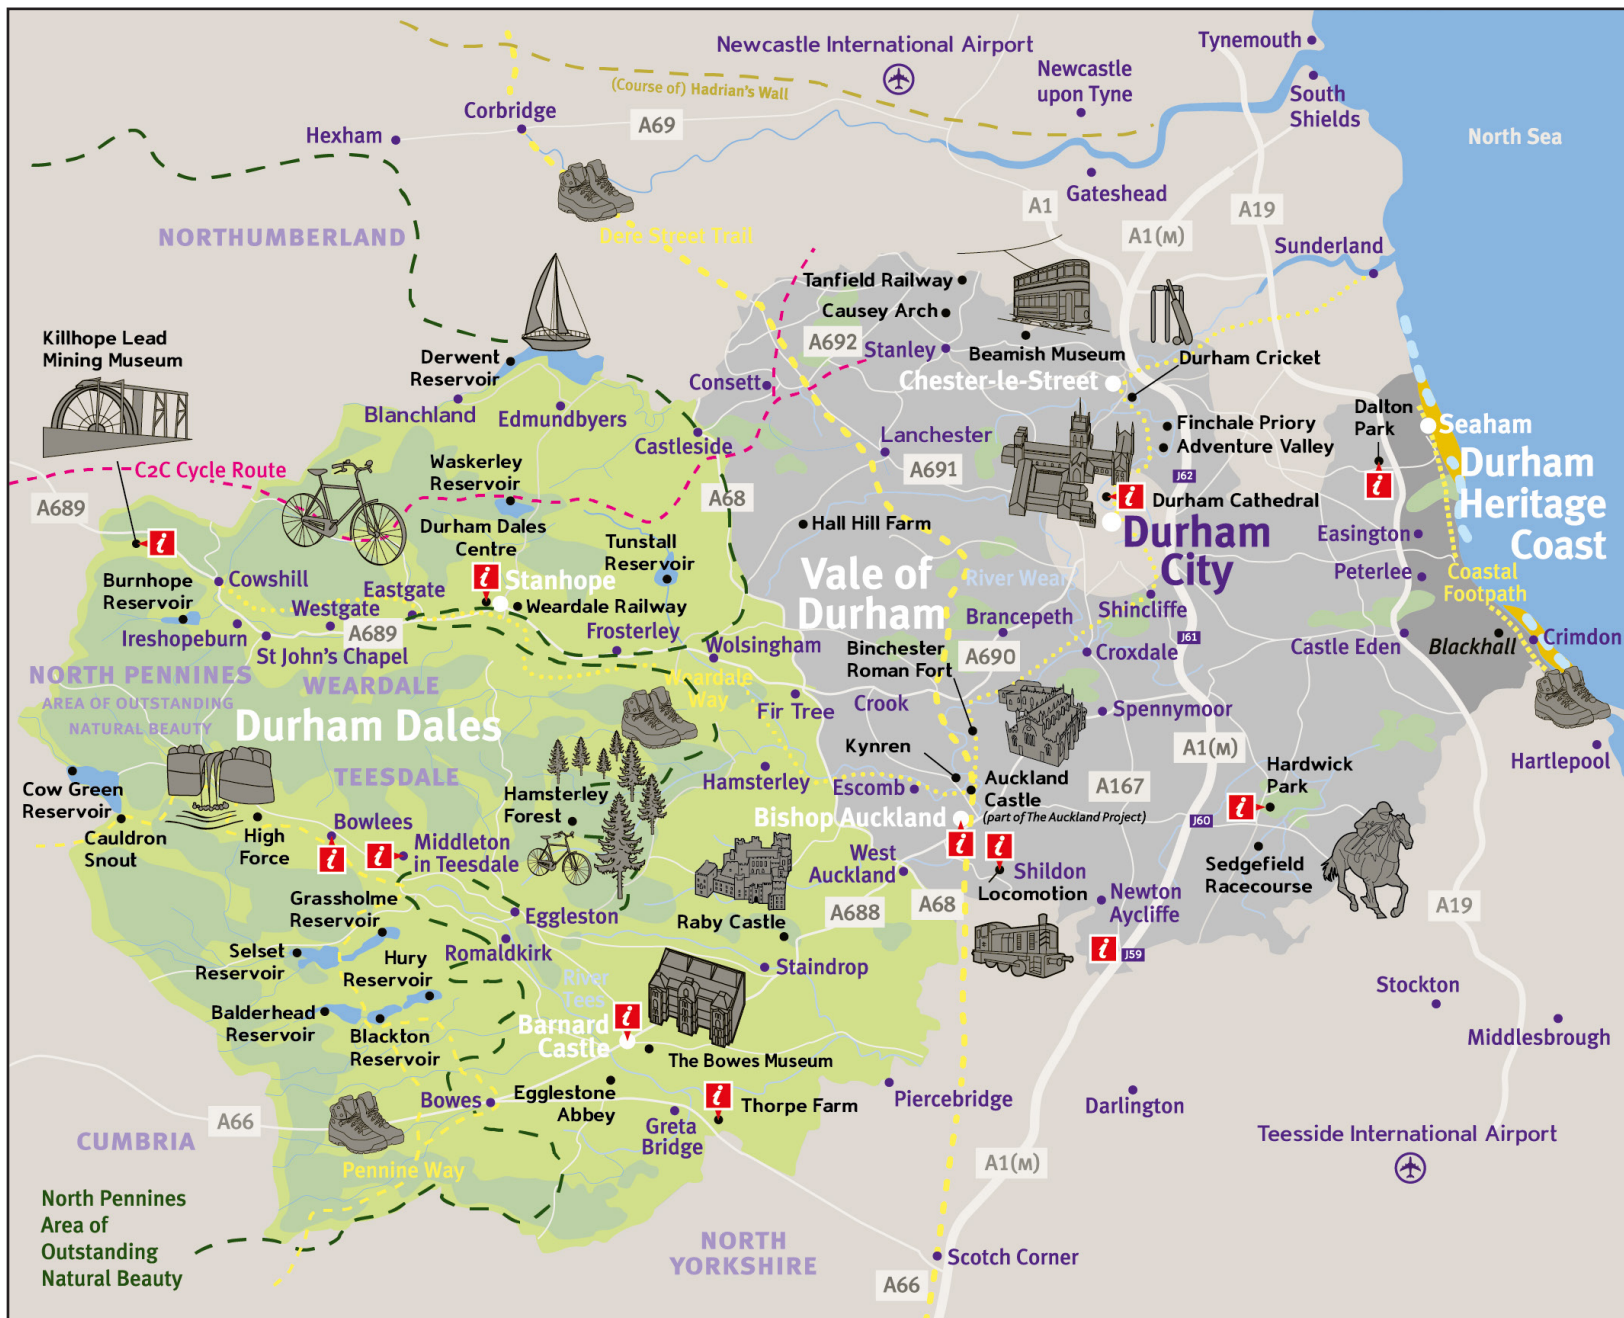 Newcastle International Airport
Tynemouth
Newcastle
upon Tyne
South
Shields
(Course of) Hadrian's Wall
Corbridge
Hexham
A69
North Sea
Gateshead
A1
A19
A1(M)
NORTHUMBERLAND
Dere Street Trail
Sunderland
Tanfield Railway
Causey Arch
A692
Stanley
Beamish Museum
Durham Cricket
Killhope Lead
Mining Museum
Derwent
Reservoir
Consett
Chester-le-Street
Blanchland
Edmundbyers
Castleside
Lanchester
A691
Finchale Priory
Adventure Valley
Dalton
Park
Seaham
Durham
Heritage
Coast
C2C Cycle Route
Waskerley
Reservoir
A68
J62
i
Durham Cathedral
i
A689
i
Durham Dales
Centre
Hall Hill Farm
Durham
City
Easington
Tunstall
Reservoir
Burnhope
Reservoir
Cowshill
Eastgate
i
Stanhope
Vale of
Durham
River Wear
Peterlee
Coastal
Footpath
Westgate
Weardale Railway
Shincliffe
Ireshopeburn
A689
Frosterley
Brancepeth
J61
Castle Eden
Blackhall
Crimdon
St John's Chapel
Wolsingham
Binchester
Roman Fort
A690
Croxdale
NORTH PENNINES
AREA OF OUTSTANDING
NATURAL BEAUTY
WEARDALE
Weardale
Way
Fir Tree
Crook
Spennymoor
Durham Dales
Kynren
A1(M)
Hartlepool
TEESDALE
Hamsterley
Escomb
Auckland
Castle
(part of The Auckland Project)
A167
Hardwick
Park
i
Cow Green
Reservoir
Hamsterley
Forest
Bishop Auckland
J60
Cauldron
Snout
High
Force
Bowlees
i
i
Middleton
in Teesdale
i
i
West
Auckland
Shildon
Locomotion
Sedgefield
Racecourse
Grassholme
Reservoir
Eggleston
Raby Castle
A688
A68
Newton
Aycliffe
A19
Selset
Reservoir
Hury
Reservoir
Romaldkirk
Staindrop
i
J59
River
Tees
Stockton
Balderhead
Reservoir
Blackton
Reservoir
Barnard
Castle
i
The Bowes Museum
Middlesbrough
Bowes
Egglestone
Abbey
i
Thorpe Farm
Piercebridge
Darlington
A66
Greta
Bridge
CUMBRIA
Pennine Way
A1(M)
Teesside International Airport
North Pennines
Area of
Outstanding
Natural Beauty
NORTH
YORKSHIRE
Scotch Corner
A66